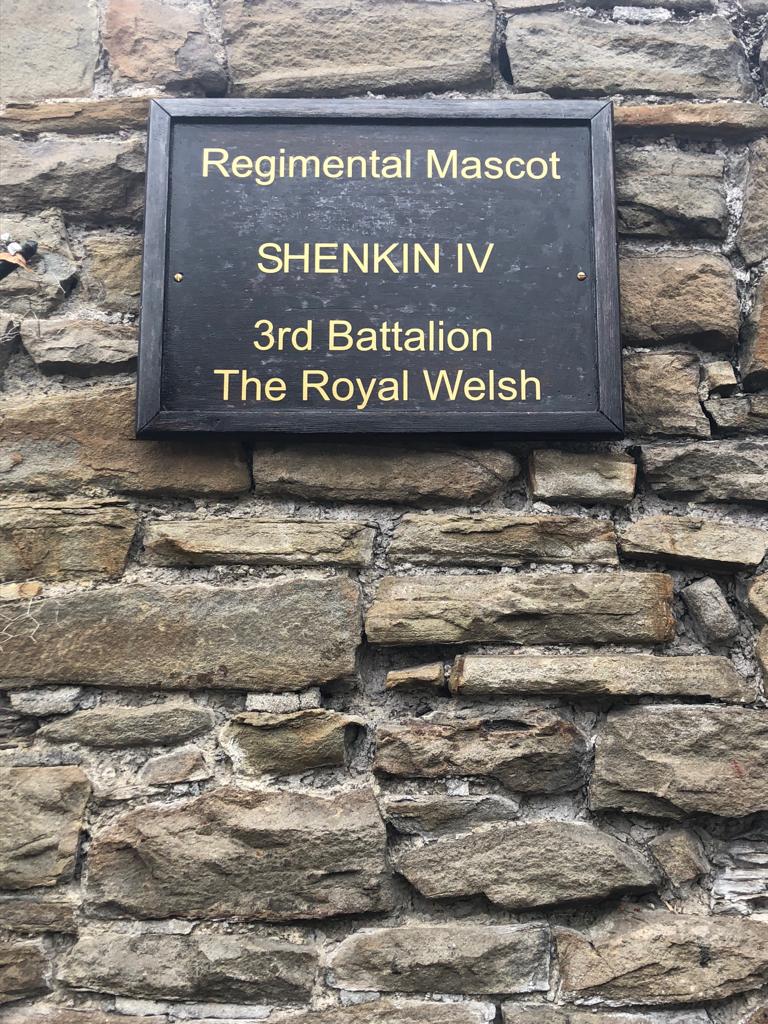 Regimental Mascot
SHENKIN IV
3rd Battalion
The Royal Welsh